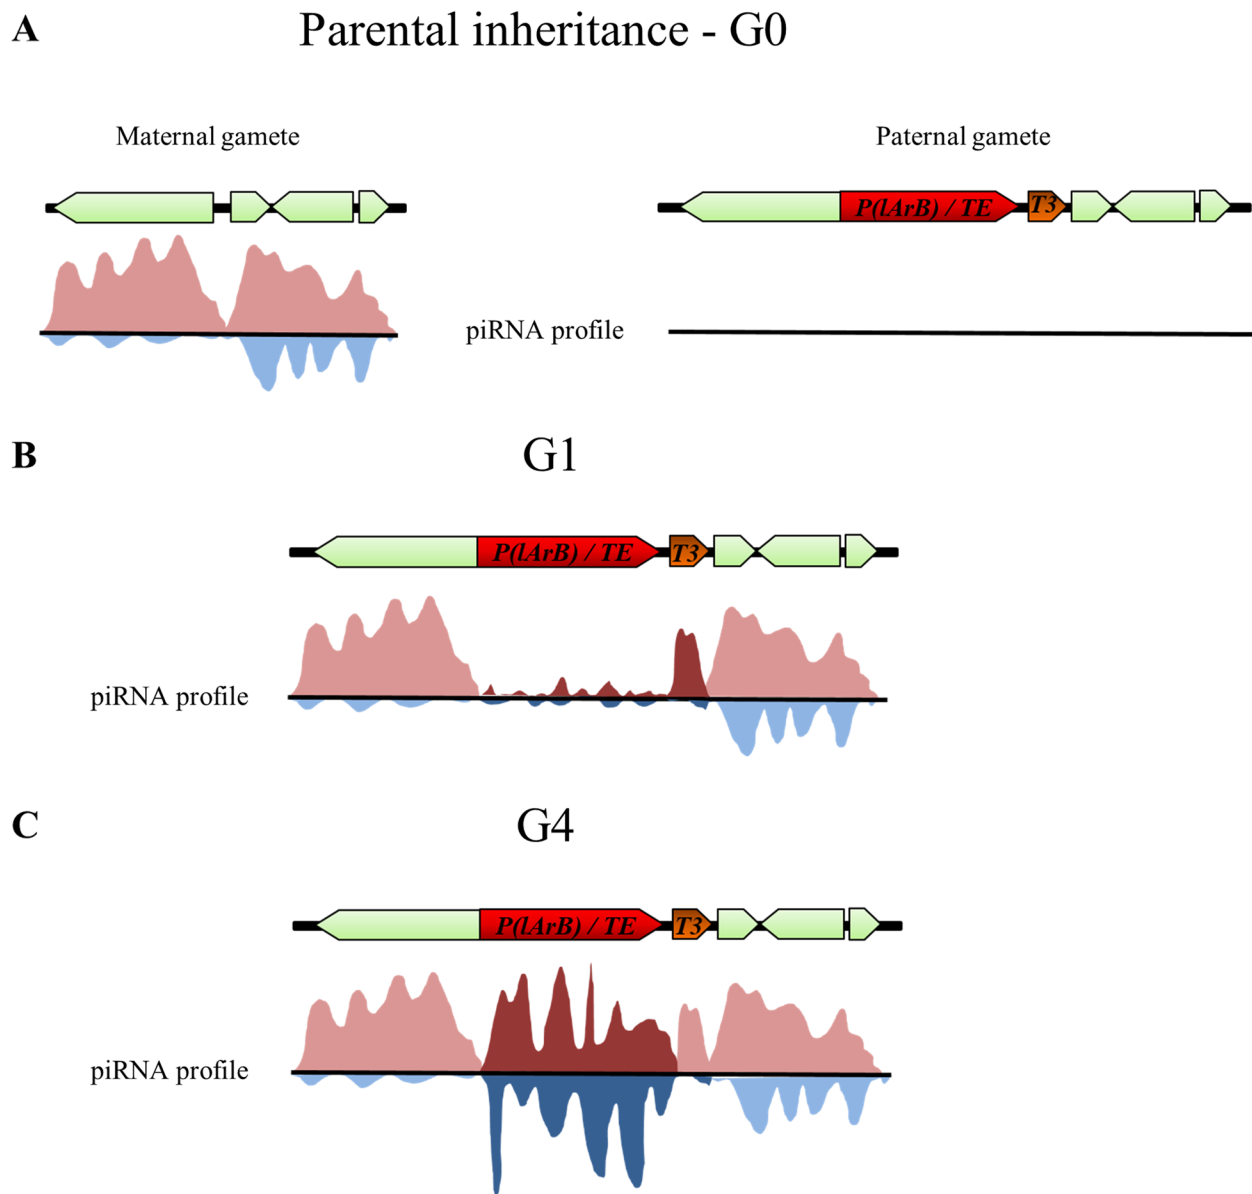 A
Parental inheritance - G0
Maternal gamete
Paternal gamete
P(lArB) / TE
T3
piRNA profile
B
G1
P(lArB) / TE
T3
piRNA profile
C
G4
P(lArB) / TE
T3
piRNA profile